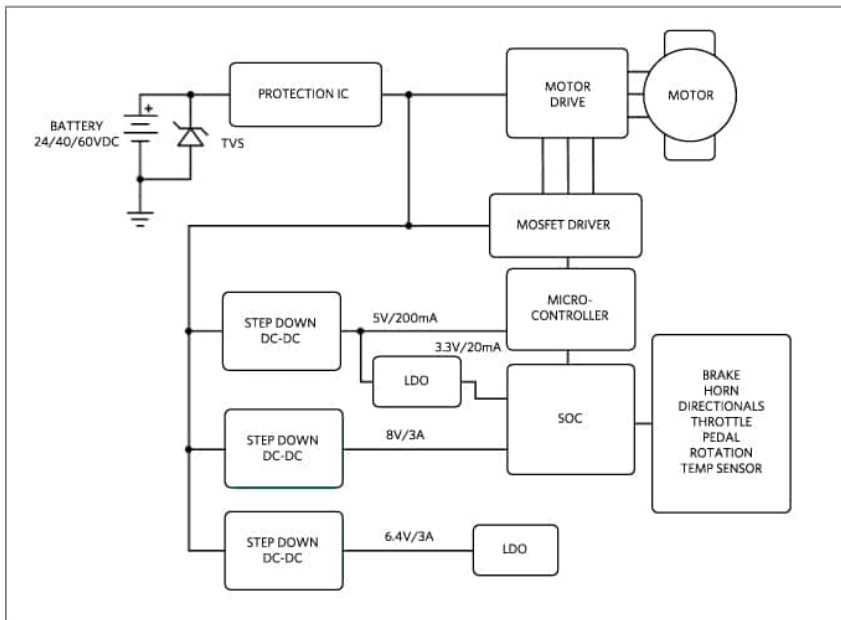 PROTECTION IC
MOTOR
DRIVE
MOTOR
+
BATTERY
24/40/60VDC
TVS
MOSFET DRIVER
MICRO-
CONTROLLER
STEP DOWN
DC-DC
5V/200mA
3.3V/20mA
LDO
SOC
BRAKE
HORN
DIRECTIONALS
THROTTLE
PEDAL
ROTATION
TEMP SENSOR
STEP DOWN
DC-DC
8V/3A
STEP DOWN
DC-DC
6.4V/3A
LDO